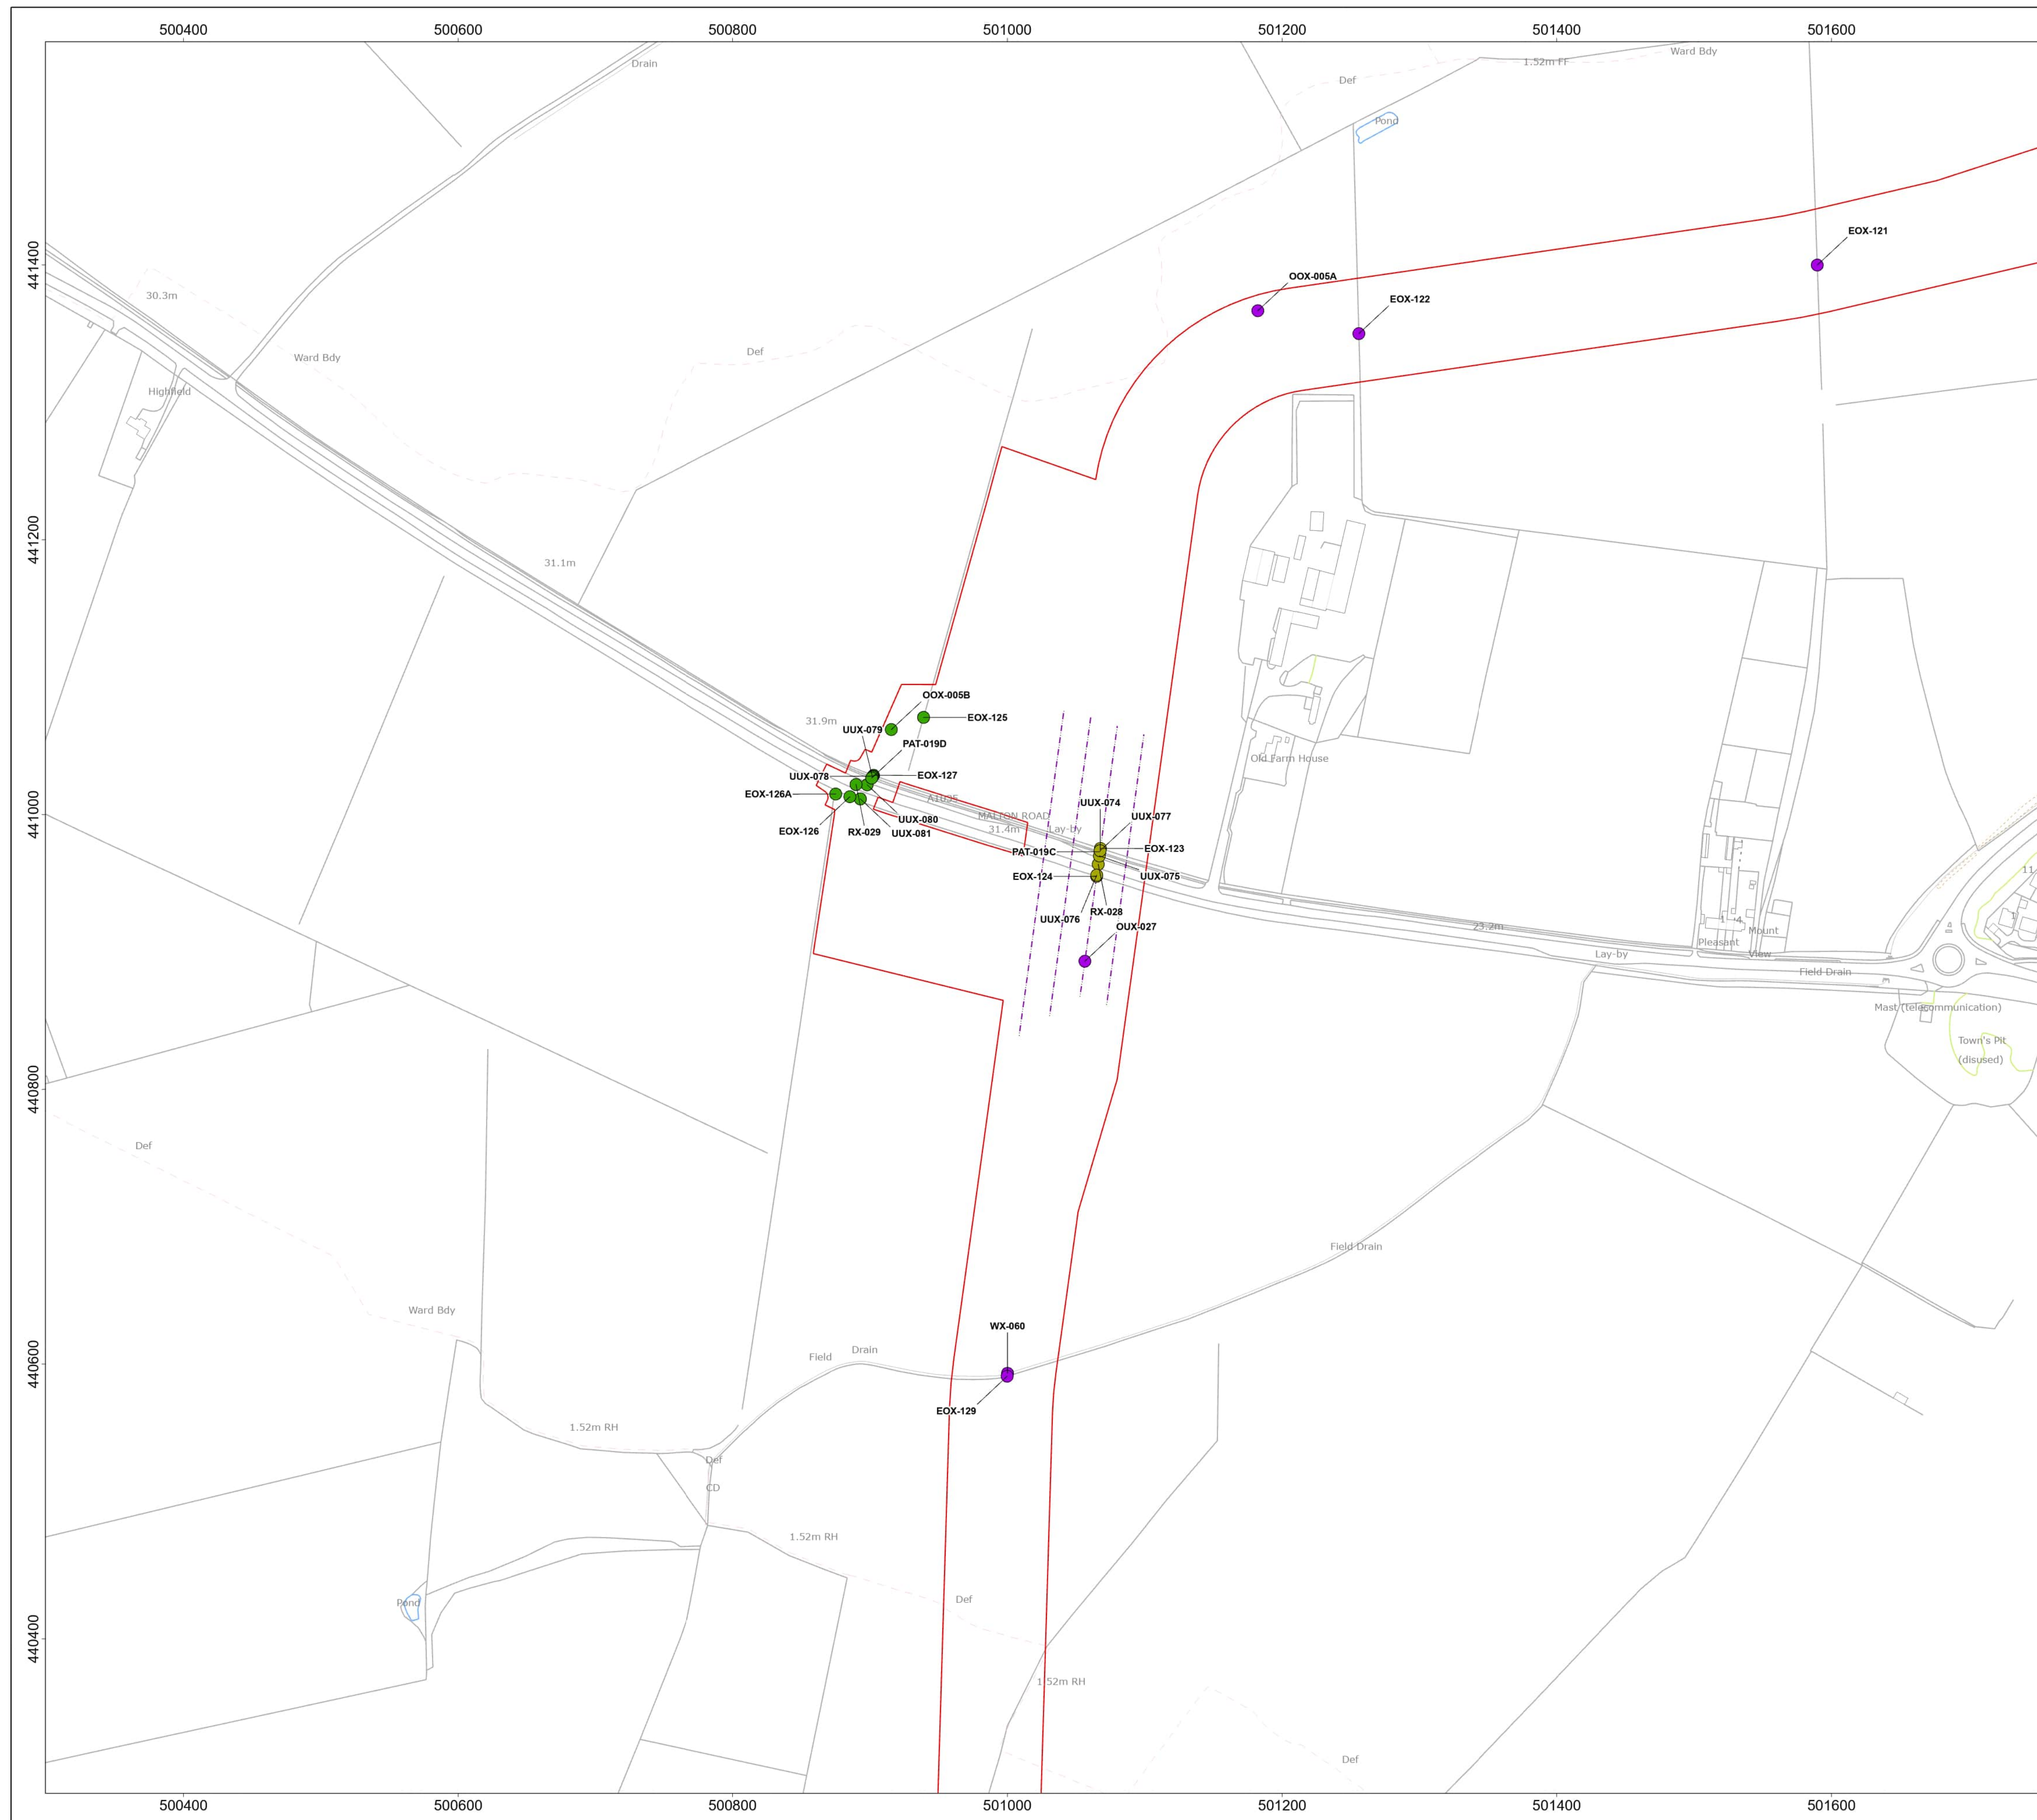 500400 500600 500800 501000 501200 501400 501600
Ward Bdy
1.52m FF
Drain
Def
Pond
EOX-121
441400
OOX-005A
30.3m
EOX-122
Def
Ward Bdy
Highfield
441200
31.1m
OOX-005B
EOX-125
31.9m
UUX-079
PAT-019D
Old Farm House
UUX-078
EOX-127
EOX-126A
A1035
UUX-074
441000
MALTON ROAD
UUX-077
UUX-080
31.4m
Lay-by
EOX-126
RX-029
UUX-081
EOX-123
PAT-019C
11
EOX-124
UUX-075
RX-028
UUX-076
1
4
1
OUX-027
23.2m
Mount
Pleasant
View
Lay-by
Field Drain
Mast (telecommunication)
Town's Pit
(disused)
440800
Def
Field Drain
Ward Bdy
WX-060
440600
Field
Drain
EOX-129
1.52m RH
Def
CD
1.52m RH
Pond
Def
440400
1.52m RH
Def
500400 500600 500800 501000 501200 501400 501600